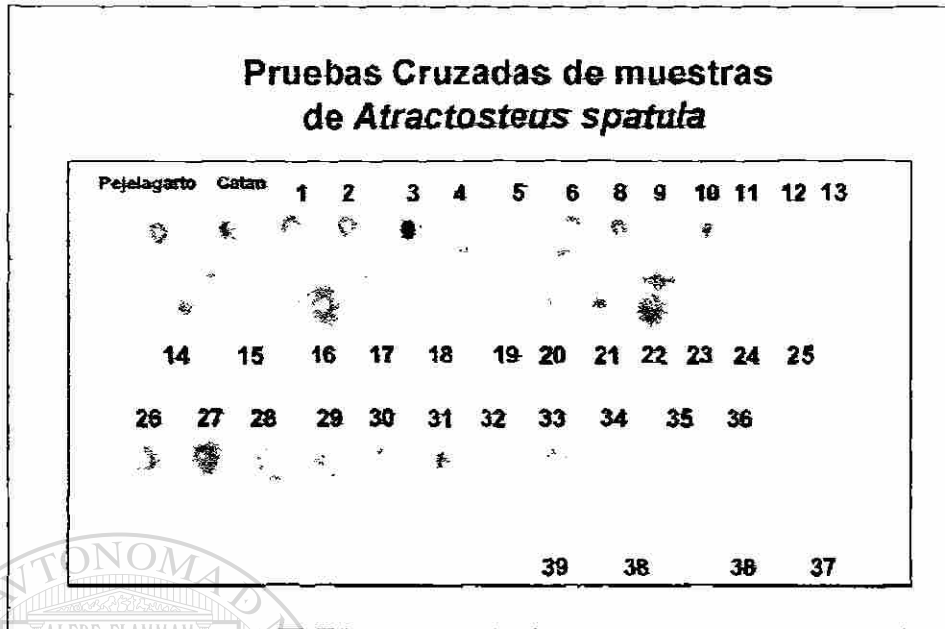 Pruebas Cruzadas de muestras
de Atractosteus spatula
Pejelagarto Catan 1 2 3 4 5 6 8 9 10 11 12 13
14 15 16 17 18 19 20 21 22 23 24 25
26 27 28 29 30 31 32 33 34 35 36
39 38 38 37
TONOMA